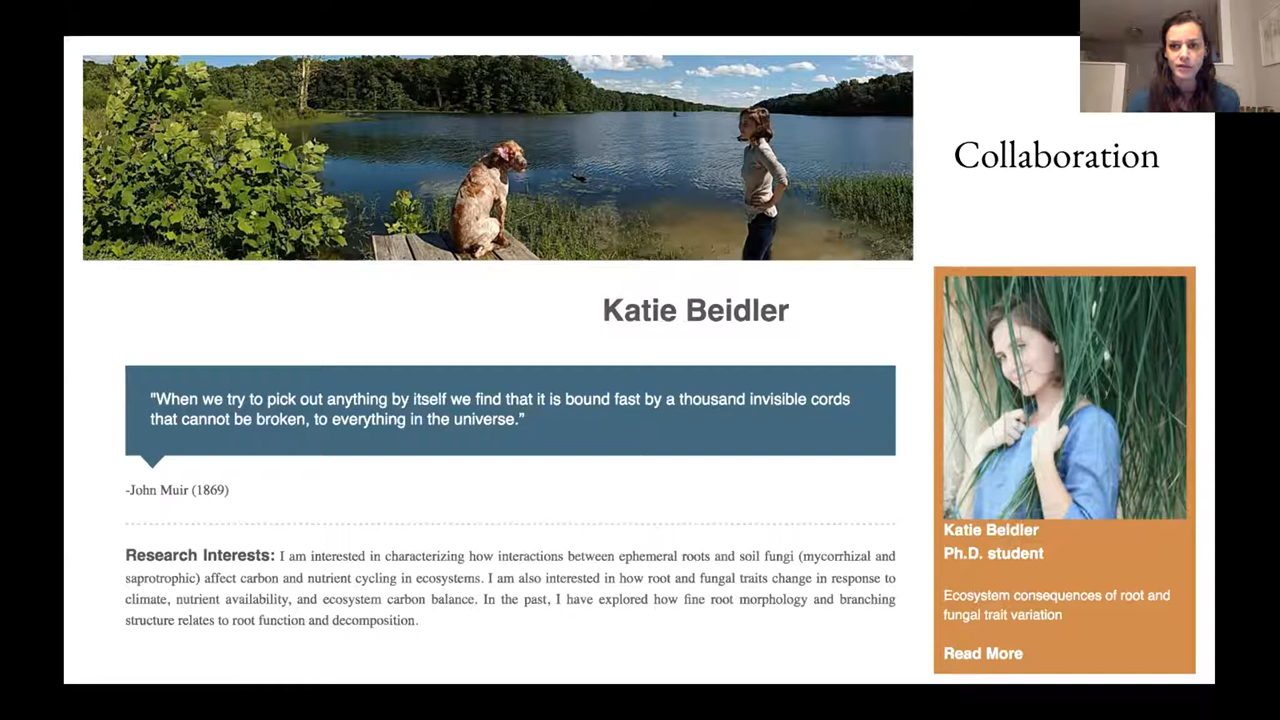 Collaboration
Katie Beidler
"When we try to pick out anything by itself we find that it is bound fast by a thousand invisible cords
that cannot be broken, to everything in the universe.”
-John Muir (1869)
Research Interests: I am interested in characterizing how interactions between ephemeral roots and soil fungi (mycorrhizal and
saprotrophic) affect carbon and nutrient cycling in ecosystems. I am also interested in how root and fungal traits change in response to
climate, nutrient availability, and ecosystem carbon balance. In the past, I have explored how fine root morphology and branching
structure relates to root function and decomposition.
Katie Beidler
Ph.D. student
Ecosystem consequences of root and
fungal trait variation
Read More